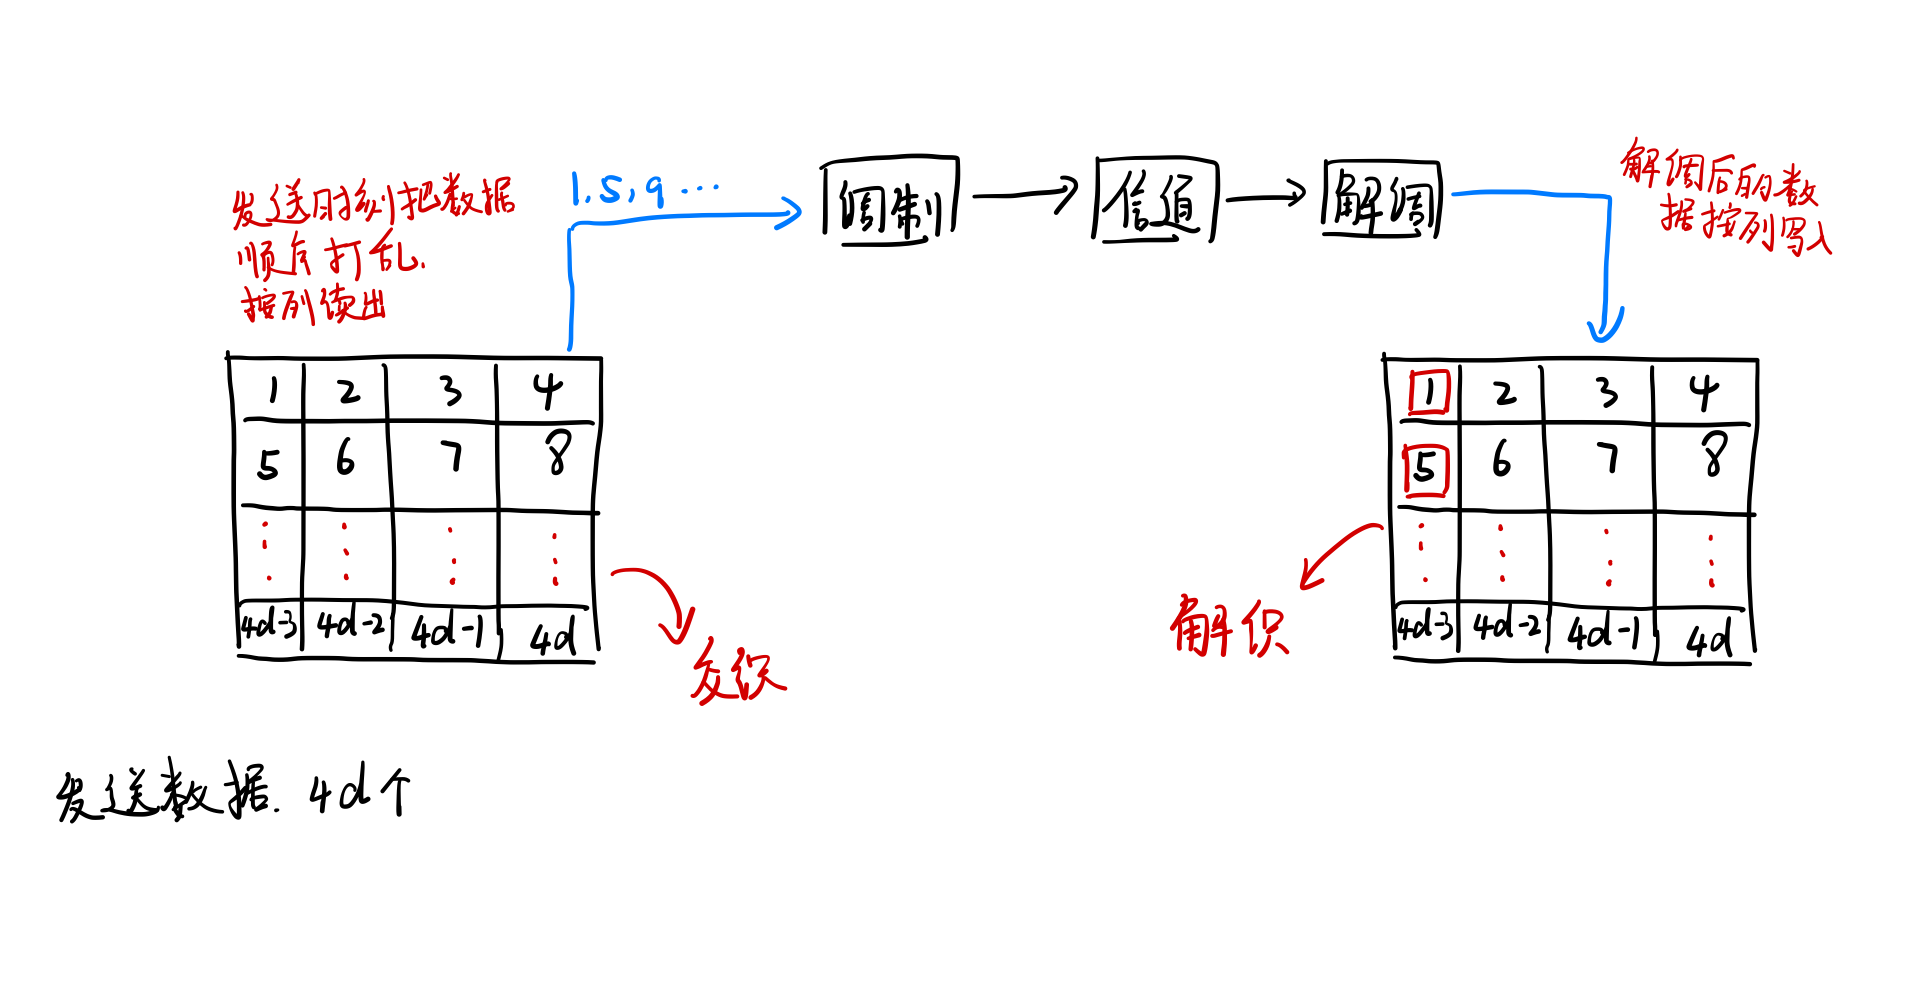 发送时刻把数据
顺序打乱.
按列读出
1, 5, 9 ...
调制
信道
解调
解调后的数
据按列写入
1 2 3 4
5 6 7 8
4d-3 4d-2 4d-1 4d
交织
1 2 3 4
5 6 7 8
4d-3 4d-2 4d-1 4d
解织
发送数据. 4d个